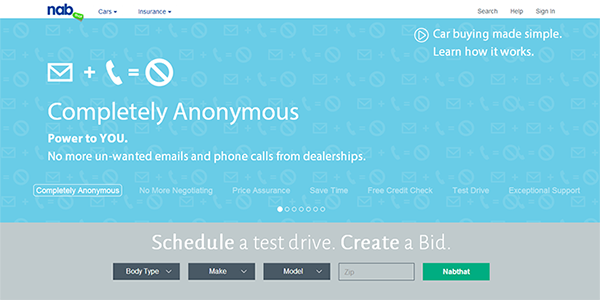 nab
Cars
Insurance
Search
Help
Sign In
Car buying made simple.
Learn how it works.
Completely Anonymous
Power to YOU.
No more un-wanted emails and phone calls from dealerships.
Completely Anonymous
No More Negotiating
Price Assurance
Save Time
Free Credit Check
Test Drive
Exceptional Support
Schedule a test drive. Create a Bid.
Body Type
Make
Model
Zip
Nabthat